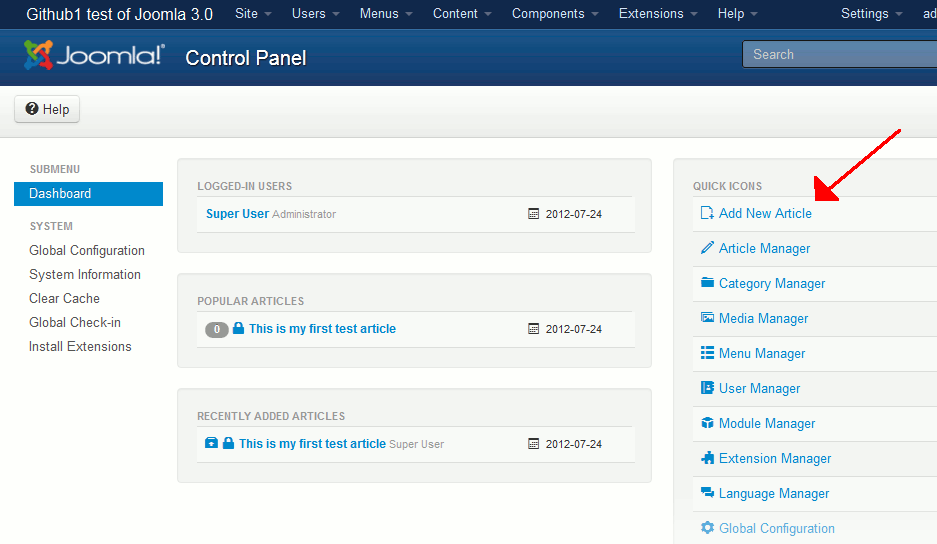 Github1 test of Joomla 3.0 Site Users Menus Content Components Extensions Help Settings ad
Joomla!® Control Panel Search
Help
SUBMENU
Dashboard
SYSTEM
Global Configuration
System Information
Clear Cache
Global Check-in
Install Extensions
LOGGED-IN USERS
Super User Administrator 2012-07-24
POPULAR ARTICLES
0 This is my first test article 2012-07-24
RECENTLY ADDED ARTICLES
This is my first test article Super User 2012-07-24
QUICK ICONS
Add New Article
Article Manager
Category Manager
Media Manager
Menu Manager
User Manager
Module Manager
Extension Manager
Language Manager
Global Configuration